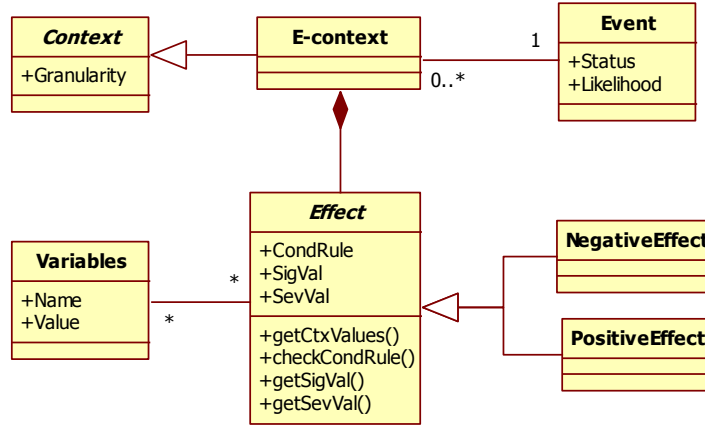 Context
+Granularity
E-context
1
0..*
Event
+Status
+Likelihood
Variables
+Name
+Value
*
*
Effect
+CondRule
+SigVal
+SevVal
+getCtxValues()
+checkCondRule()
+getSigVal()
+getSevVal()
NegativeEffect
PositiveEffect